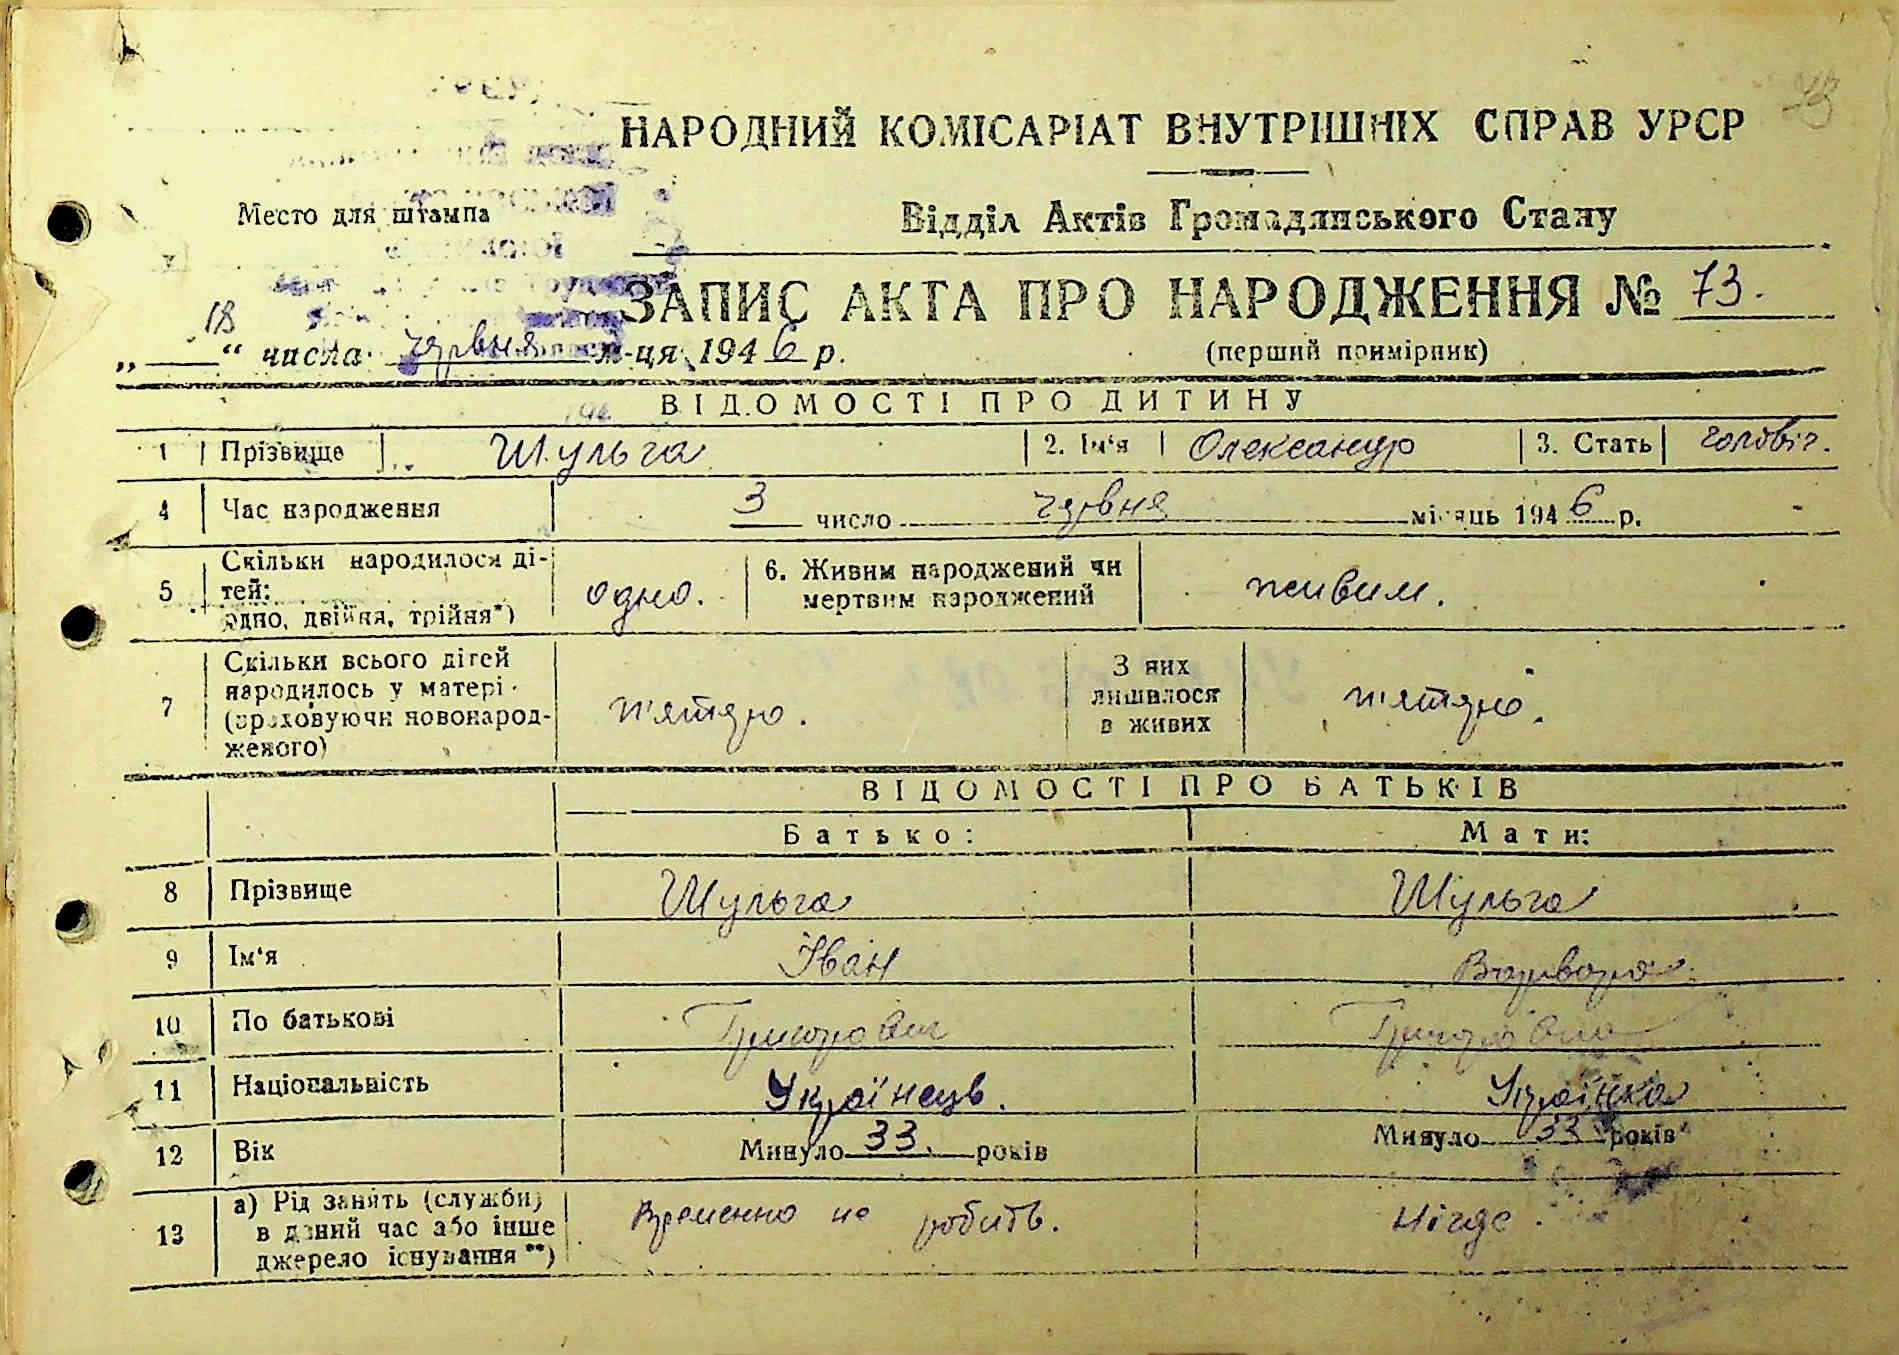 НАРОДНИЙ КОМІСАРІАТ ВНУТРІШНІХ СПРАВ УРСР
Место для штампа
Відділ Актів Громадянського Стану
ЗАПИС АКТА ПРО НАРОДЖЕННЯ № 73.
„18“ числа червня м-ця 1946 р.
(перший примірник)
ВІДОМОСТІ ПРО ДИТИНУ
1 Прізвище Шульга 2. Ім'я Олександр 3. Стать чоловіч.
4 Час народження 3 число червня місяць 1946 р.
5 Скільки народилося дітей: одно, двійня, трійня*) одно. 6. Живим народжений чи мертвим народжений живим.
7 Скільки всього дітей народилось у матері (враховуючи новонародженого) п'ятеро. З них лишилося в живих п'ятеро.
ВІДОМОСТІ ПРО БАТЬКІВ
Батько: Мати:
8 Прізвище Шульга Шульга
9 Ім'я Іван Варвара
10 По батькові Григорович Григорівна
11 Національність Українець. Українка
12 Вік Минуло 33. років Минуло 33 років
13 а) Рід занять (служби) в даний час або інше джерело існування**) Временно не робить. Нігде.